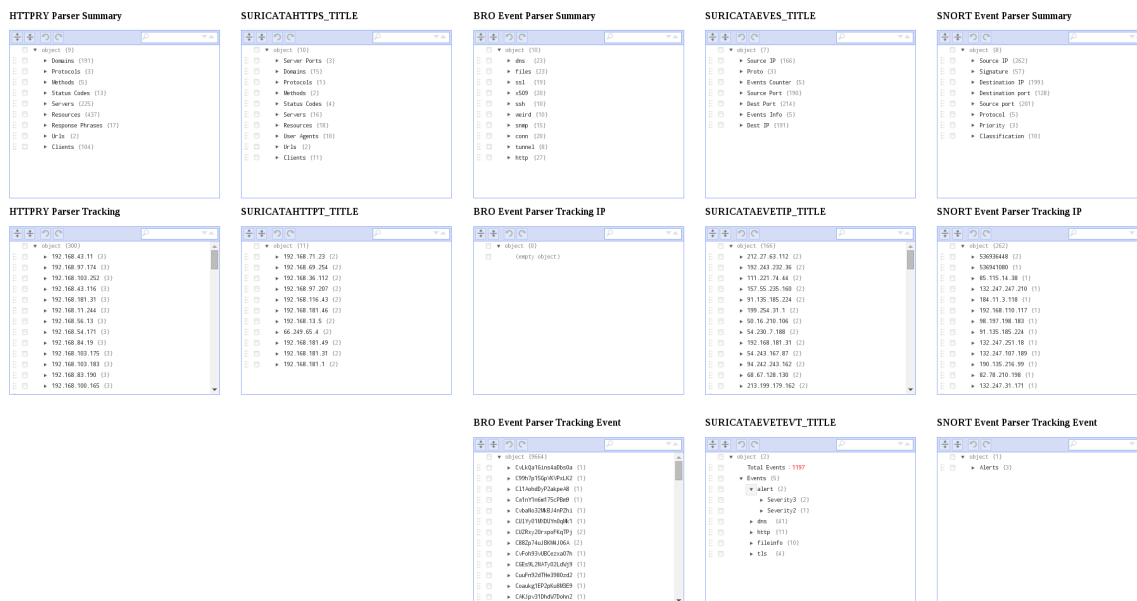 HTTPRY Parser Summary
object {9}
Domains {191}
Protocols {3}
Methods {5}
Status Codes {13}
Servers {225}
Resources {437}
Response Phrases {17}
Urls {2}
Clients {104}
SURICATAHTTPS_TITLE
object {10}
Server Ports {3}
Domains {15}
Protocols {1}
Methods {2}
Status Codes {4}
Servers {16}
Resources {18}
User Agents {10}
Urls {2}
Clients {11}
BRO Event Parser Summary
object {10}
dns {23}
files {23}
ssl {19}
x509 {20}
ssh {10}
weird {10}
snmp {15}
conn {20}
tunnel {8}
http {27}
SURICATAEVES_TITLE
object {7}
Source IP {166}
Proto {3}
Events Counter {5}
Source Port {190}
Dest Port {214}
Events Info {5}
Dest IP {191}
SNORT Event Parser Summary
object {8}
Source IP {262}
Signature {57}
Destination IP {199}
Destination port {128}
Source port {201}
Protocol {5}
Priority {3}
Classification {10}
HTTPRY Parser Tracking
object {300}
192.168.43.11 {3}
192.168.97.174 {3}
192.168.103.252 {3}
192.168.43.116 {3}
192.168.181.31 {3}
192.168.11.244 {3}
192.168.56.13 {3}
192.168.54.171 {3}
192.168.84.19 {3}
192.168.103.175 {3}
192.168.103.183 {3}
192.168.83.190 {3}
192.168.100.165 {3}
SURICATAHTTPT_TITLE
object {11}
192.168.71.23 {2}
192.168.69.254 {2}
192.168.36.112 {2}
192.168.97.207 {2}
192.168.116.43 {2}
192.168.181.46 {2}
192.168.13.5 {2}
66.249.65.4 {2}
192.168.181.49 {2}
192.168.181.31 {2}
192.168.181.1 {2}
BRO Event Parser Tracking IP
object {0}
(empty object)
SURICATAEVETIP_TITLE
object {166}
212.27.63.112 {2}
192.243.232.36 {2}
111.221.74.44 {2}
157.55.235.160 {2}
91.135.185.224 {2}
199.254.31.1 {2}
50.16.210.106 {2}
54.230.7.188 {2}
192.168.181.31 {2}
54.243.167.87 {2}
94.242.243.162 {2}
68.67.128.130 {2}
213.199.179.162 {2}
SNORT Event Parser Tracking IP
object {262}
536936448 {2}
536941080 {1}
85.115.14.38 {1}
132.247.247.210 {1}
184.11.3.118 {1}
192.168.110.117 {1}
98.197.198.183 {1}
91.135.185.224 {1}
132.247.251.18 {1}
132.247.107.189 {1}
190.135.216.99 {1}
82.78.210.198 {1}
132.247.31.171 {1}
BRO Event Parser Tracking Event
object {9664}
SURICATAEVETEVT_TITLE
object {2}
Total Events : 1197
Events {5}
alert {2}
Severity3 {2}
Severity2 {1}
dns {41}
http {11}
fileinfo {10}
tls {4}
SNORT Event Parser Tracking Event
object {1}
Alerts {3}